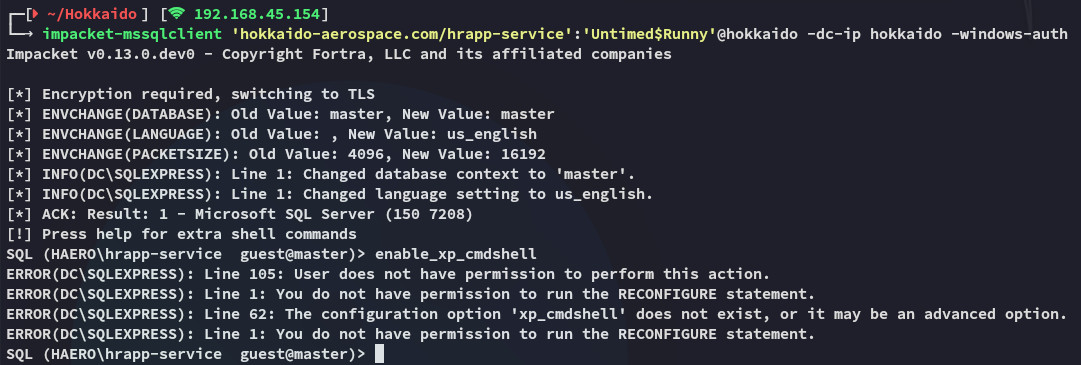 [~/Hokkaido] [192.168.45.154]
→ impacket-mssqlclient 'hokkaido-aerospace.com/hrapp-service':'Untimed$Runny'@hokkaido -dc-ip hokkaido -windows-auth
Impacket v0.13.0.dev0 - Copyright Fortra, LLC and its affiliated companies
[*] Encryption required, switching to TLS
[*] ENVCHANGE(DATABASE): Old Value: master, New Value: master
[*] ENVCHANGE(LANGUAGE): Old Value: , New Value: us_english
[*] ENVCHANGE(PACKETSIZE): Old Value: 4096, New Value: 16192
[*] INFO(DC\SQLEXPRESS): Line 1: Changed database context to 'master'.
[*] INFO(DC\SQLEXPRESS): Line 1: Changed language setting to us_english.
[*] ACK: Result: 1 - Microsoft SQL Server (150 7208)
[!] Press help for extra shell commands
SQL (HAERO\hrapp-service  guest@master)> enable_xp_cmdshell
ERROR(DC\SQLEXPRESS): Line 105: User does not have permission to perform this action.
ERROR(DC\SQLEXPRESS): Line 1: You do not have permission to run the RECONFIGURE statement.
ERROR(DC\SQLEXPRESS): Line 62: The configuration option 'xp_cmdshell' does not exist, or it may be an advanced option.
ERROR(DC\SQLEXPRESS): Line 1: You do not have permission to run the RECONFIGURE statement.
SQL (HAERO\hrapp-service  guest@master)>